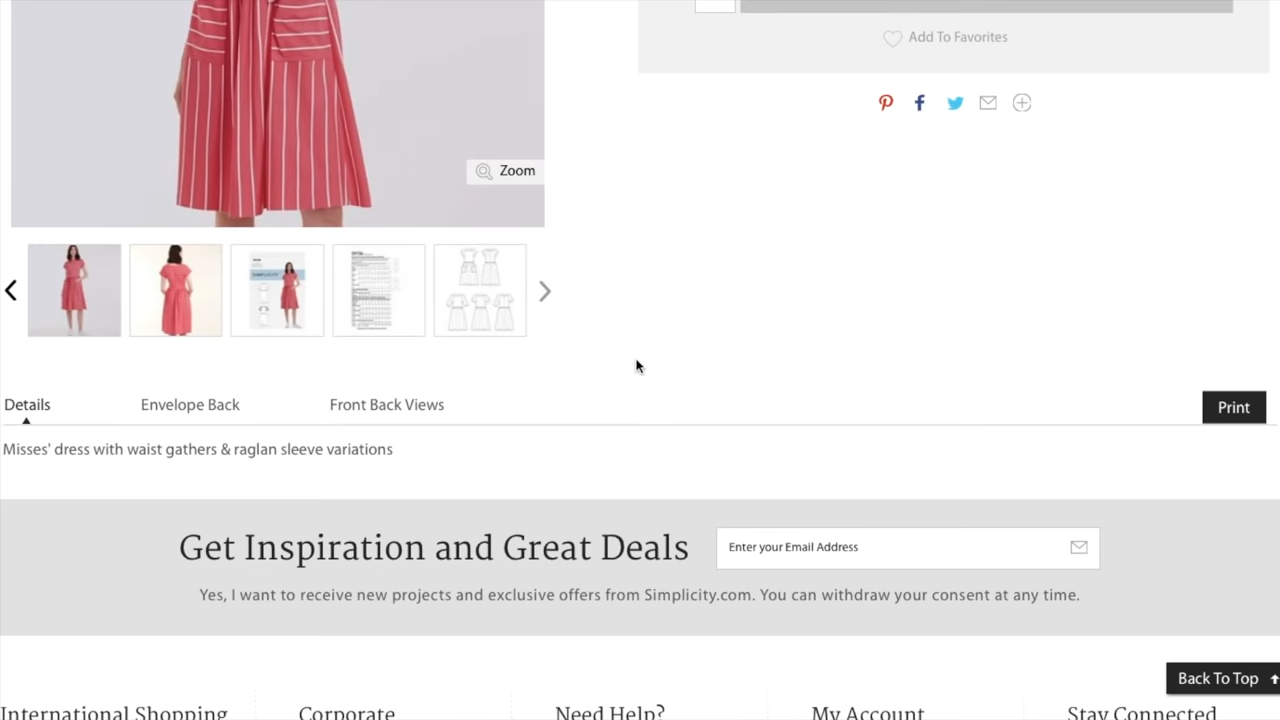 Add To Favorites
Zoom
SIMPLICITY
Details
Envelope Back
Front Back Views
Print
Misses' dress with waist gathers & raglan sleeve variations
Get Inspiration and Great Deals
Enter your Email Address
Yes, I want to receive new projects and exclusive offers from Simplicity.com. You can withdraw your consent at any time.
Back To Top
International Shopping
Corporate
Need Help?
My Account
Stay Connected